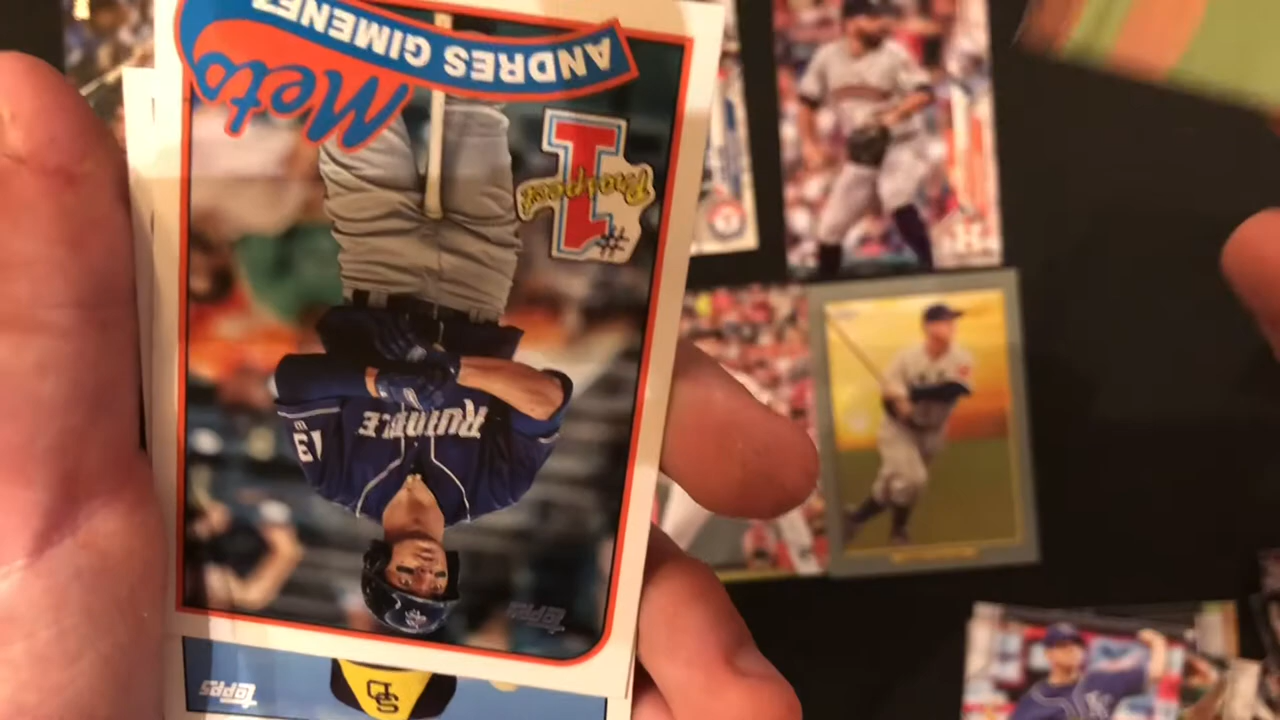 ANDRES GIMENEZ
Mets
#1
Prospect
RUMBLE
13
TOPPS
TOPPS